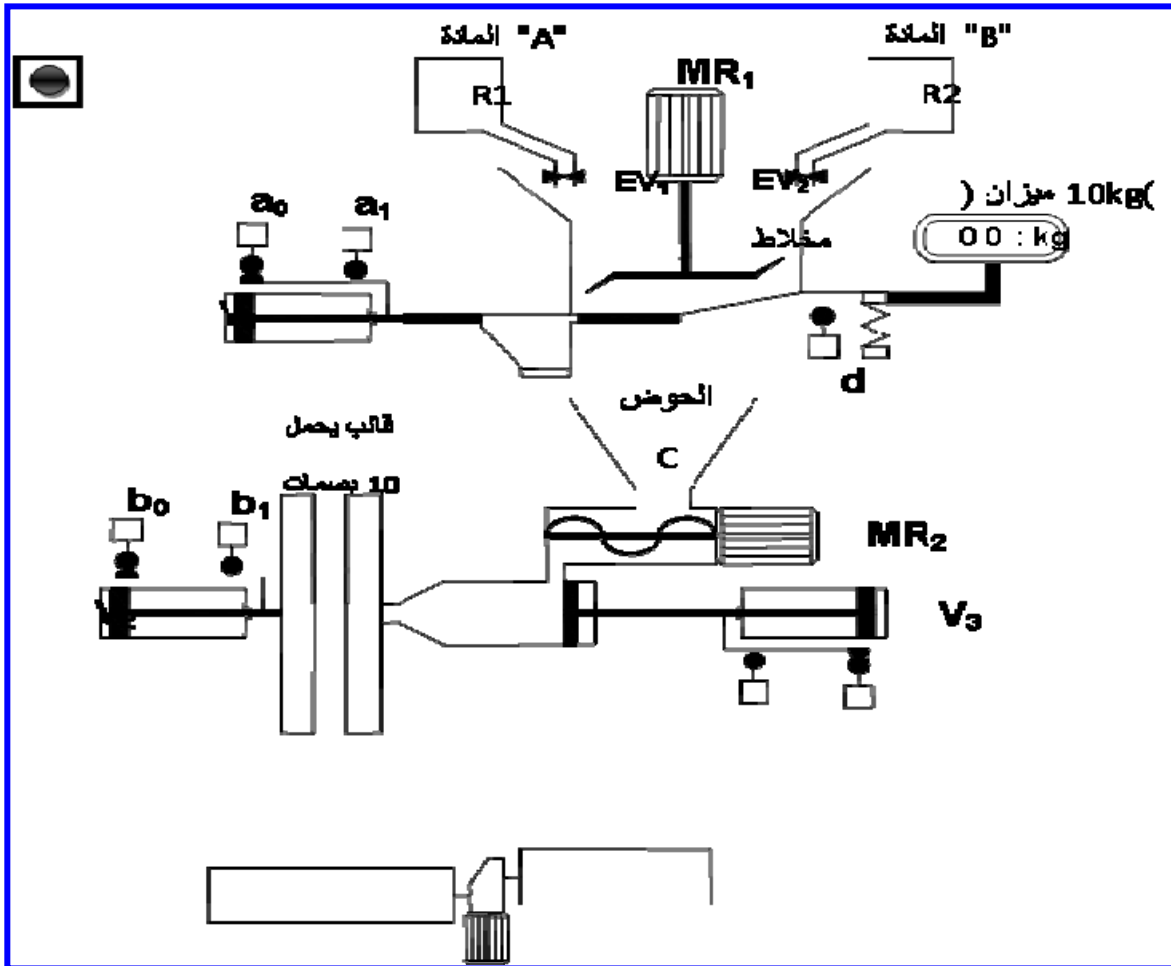 المادة "A"
المادة "B"
MR₁
R1
R2
EV₁
EV₂
a₀
a₁
)10kg ميزان (
مخلاط
00 : kg
d
الحوض
قالب يحمل
C
10 بصمات
b₀
b₁
MR₂
V₃